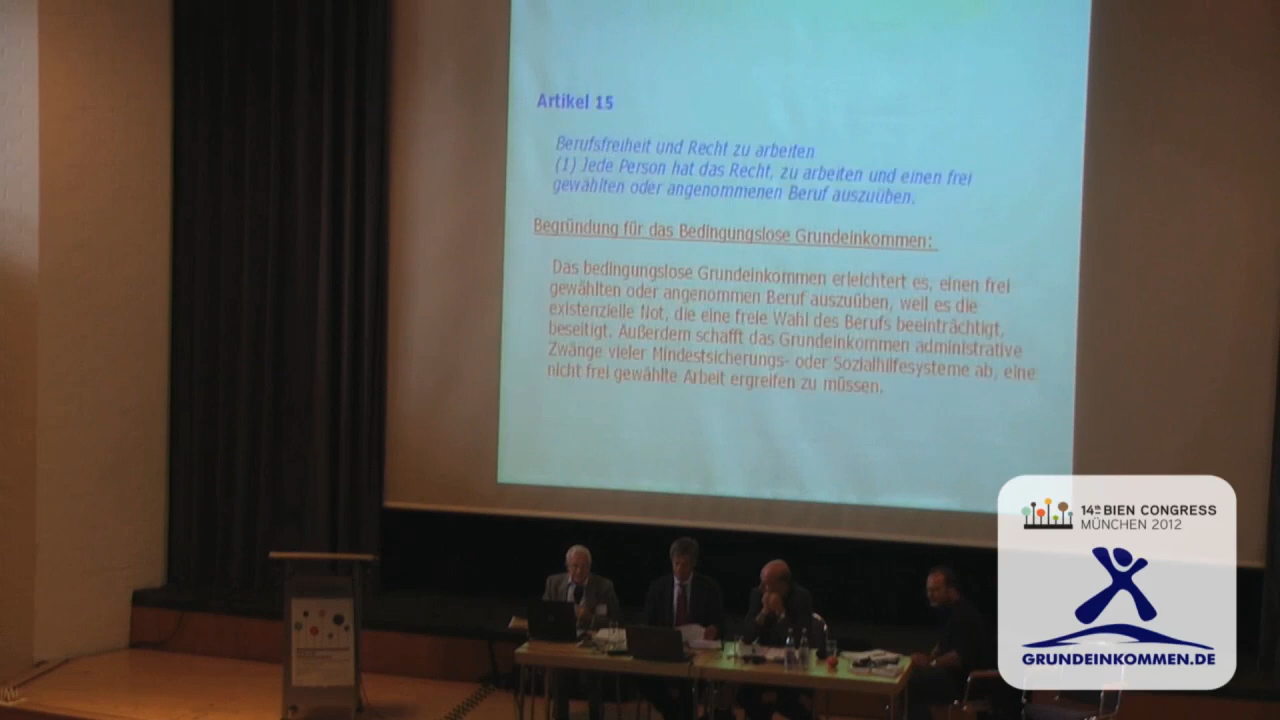 Artikel 15
Berufsfreiheit und Recht zu arbeiten
(1) Jede Person hat das Recht, zu arbeiten und einen frei
gewählten oder angenommenen Beruf auszuüben.
Begründung für das Bedingungslose Grundeinkommen:
Das bedingungslose Grundeinkommen erleichtert es, einen frei
gewählten oder angenommen Beruf auszuüben, weil es die
existenzielle Not, die eine freie Wahl des Berufs beeinträchtigt,
beseitigt. Außerdem schafft das Grundeinkommen administrative
Zwänge vieler Mindestsicherungs- oder Sozialhilfesysteme ab, eine
nicht frei gewählte Arbeit ergreifen zu müssen.
14th BIEN CONGRESS
MÜNCHEN 2012
GRUNDEINKOMMEN.DE